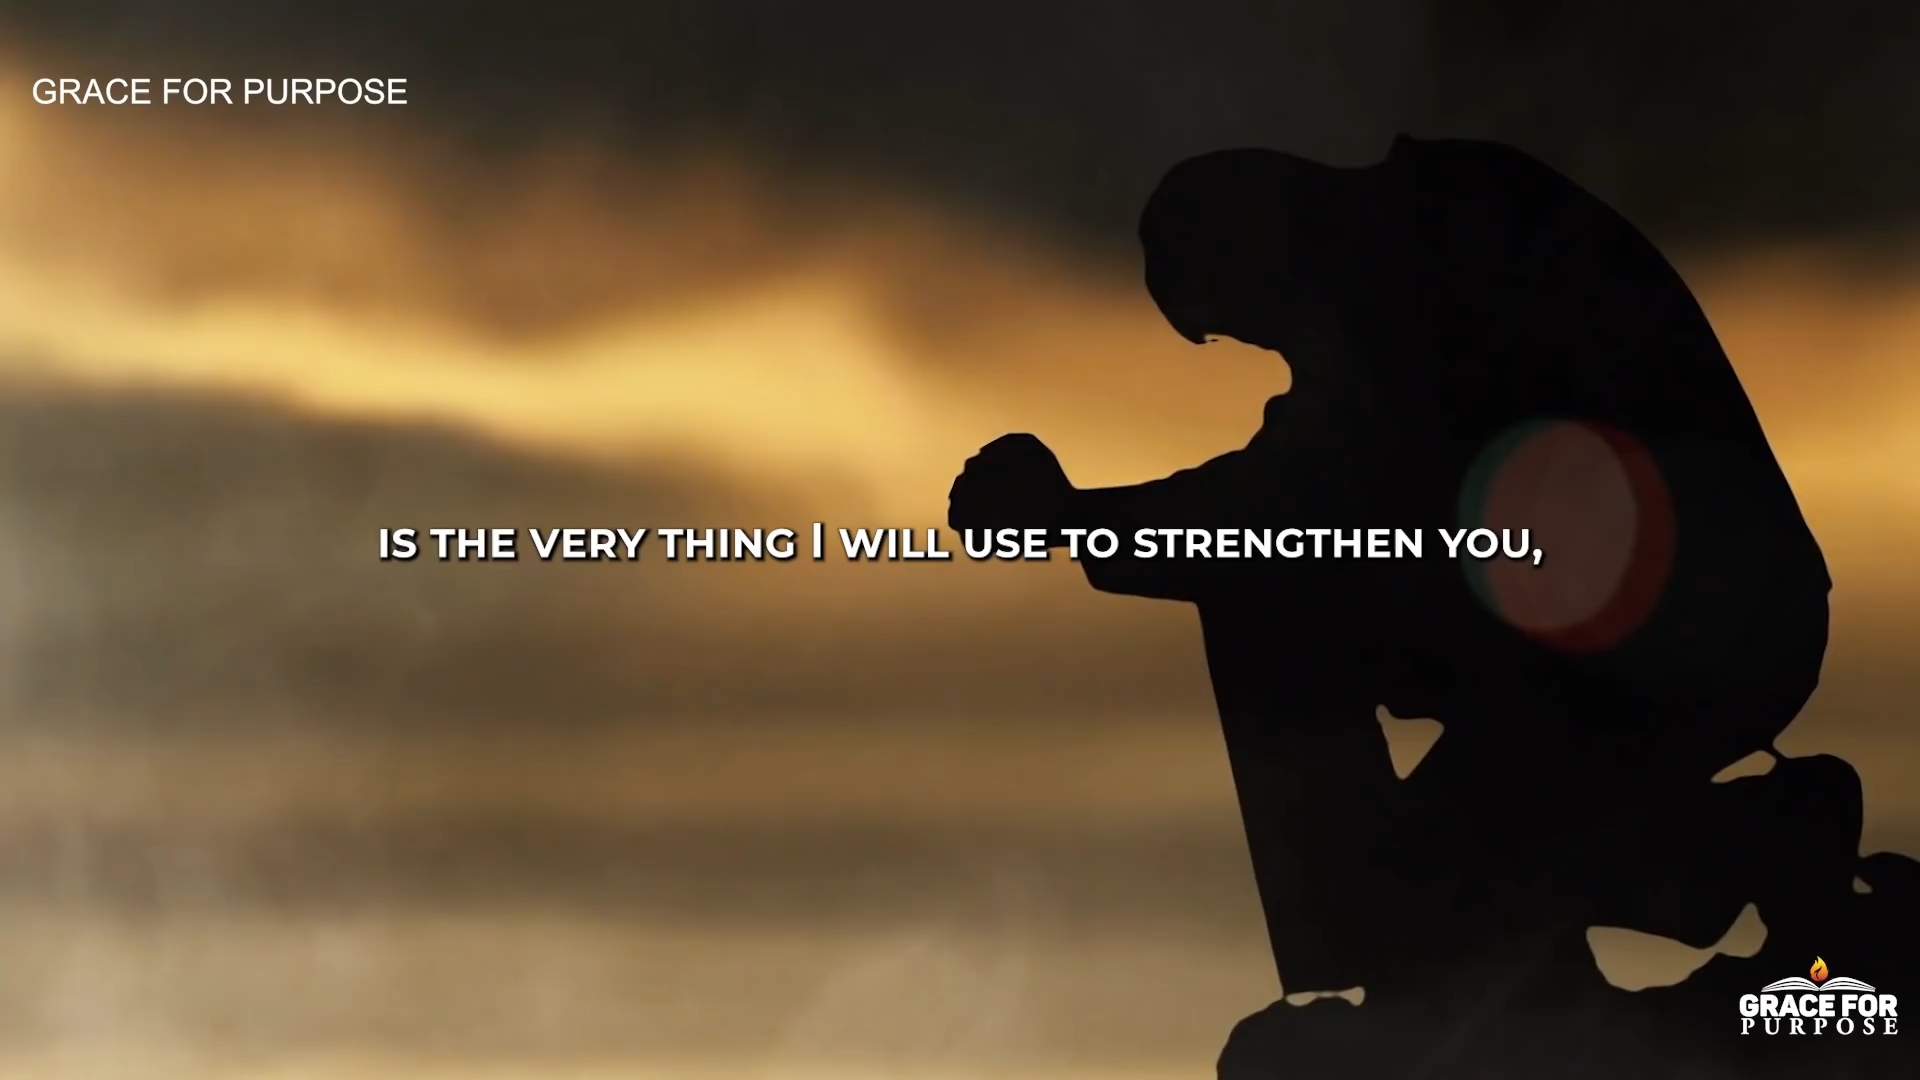 GRACE FOR PURPOSE
IS THE VERY THING I WILL USE TO STRENGTHEN YOU,
GRACE FOR
PURPOSE